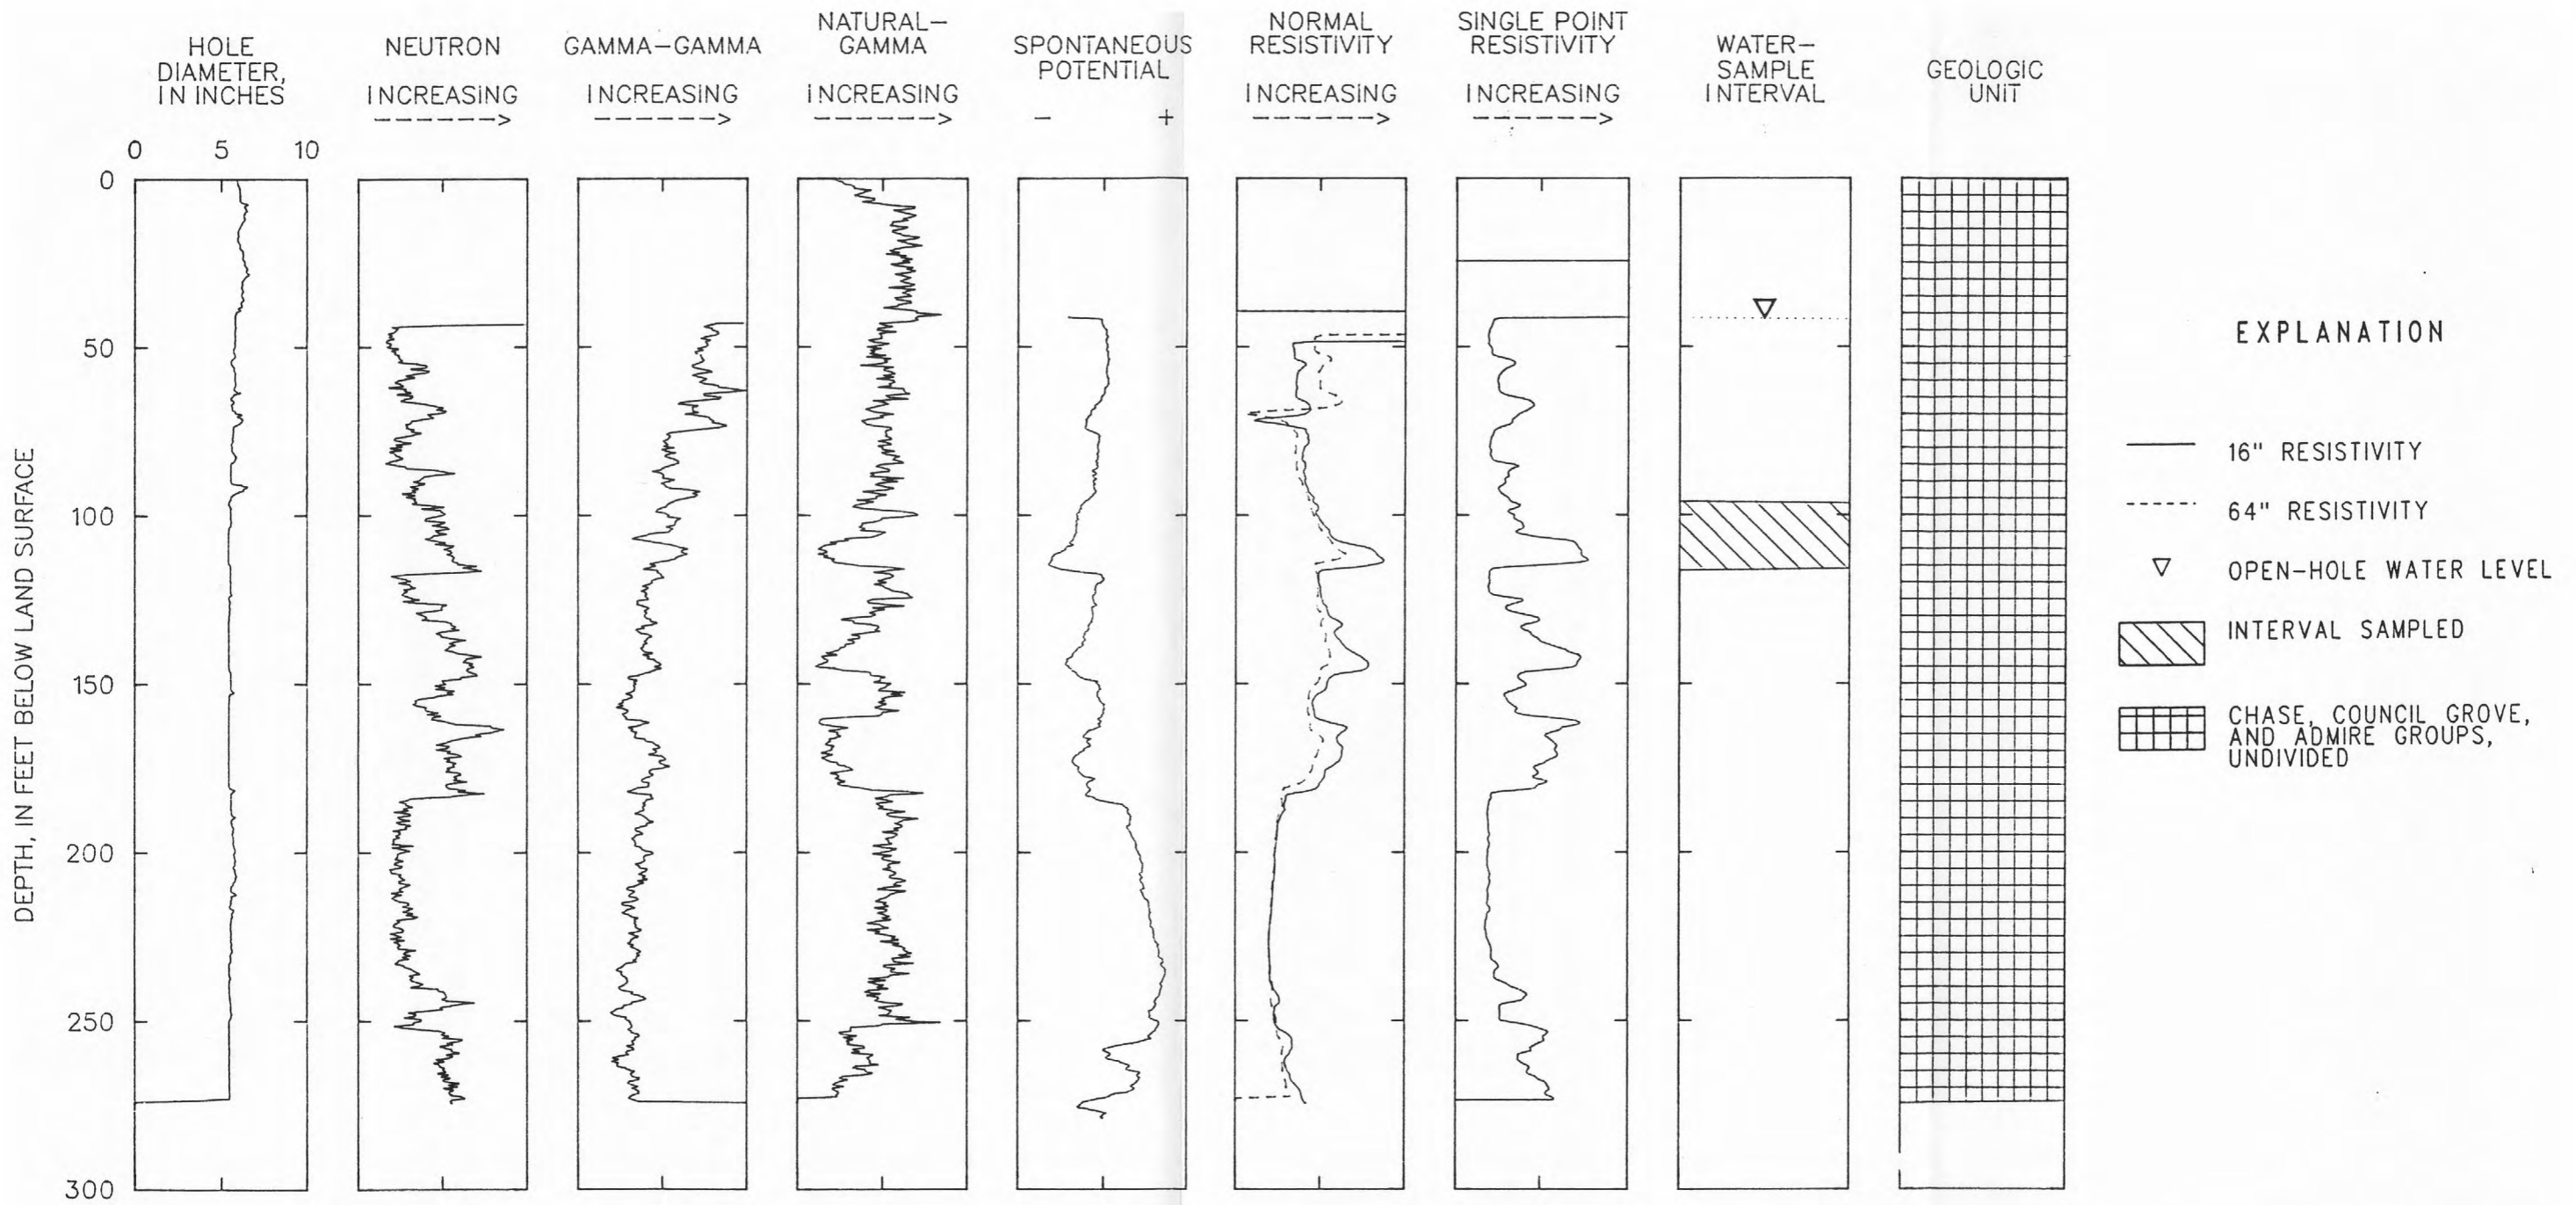 HOLE
DIAMETER,
IN INCHES
0 5 10
NEUTRON
INCREASING
GAMMA-GAMMA
INCREASING
NATURAL-
GAMMA
INCREASING
SPONTANEOUS
POTENTIAL
- +
NORMAL
RESISTIVITY
INCREASING
SINGLE POINT
RESISTIVITY
INCREASING
WATER-
SAMPLE
INTERVAL
GEOLOGIC
UNIT
DEPTH, IN FEET BELOW LAND SURFACE
0
50
100
150
200
250
300
EXPLANATION
16" RESISTIVITY
64" RESISTIVITY
OPEN-HOLE WATER LEVEL
INTERVAL SAMPLED
CHASE, COUNCIL GROVE,
AND ADMIRE GROUPS,
UNDIVIDED